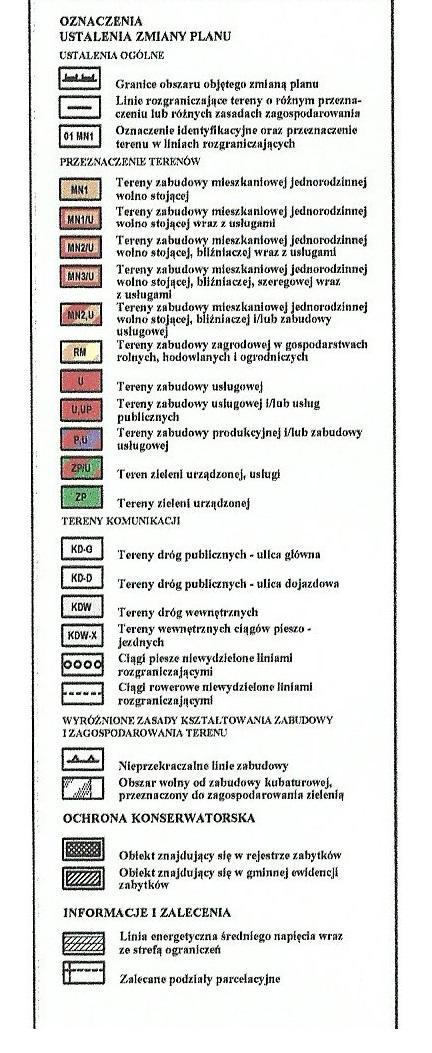 OZNACZENIA
USTALENIA ZMIANY PLANU
USTALENIA OGÓLNE
Granice obszaru objętego zmianą planu
Linie rozgraniczające tereny o różnym przezna-
czeniu lub różnych zasadach zagospodarowania
01 MN1
Oznaczenie identyfikacyjne oraz przeznaczenie
terenu w liniach rozgraniczających
PRZEZNACZENIE TERENÓW
MN1
Tereny zabudowy mieszkaniowej jednorodzinnej
wolno stojącej
MN1/U
Tereny zabudowy mieszkaniowej jednorodzinnej
wolno stojącej wraz z usługami
MN2/U
Tereny zabudowy mieszkaniowej jednorodzinnej
wolno stojącej, bliźniaczej wraz z usługami
MN3/U
Tereny zabudowy mieszkaniowej jednorodzinnej
wolno stojącej, bliźniaczej, szeregowej wraz
z usługami
MN2,U
Tereny zabudowy mieszkaniowej jednorodzinnej
wolno stojącej, bliźniaczej i/lub zabudowy
usługowej
RM
Tereny zabudowy zagrodowej w gospodarstwach
rolnych, hodowlanych i ogrodniczych
U
Tereny zabudowy usługowej
U,UP
Tereny zabudowy usługowej i/lub usług
publicznych
P,U
Tereny zabudowy produkcyjnej i/lub zabudowy
usługowej
ZP/U
Teren zieleni urządzonej, usługi
ZP
Tereny zieleni urządzonej
TERENY KOMUNIKACJI
KD-G
Tereny dróg publicznych - ulica główna
KD-D
Tereny dróg publicznych - ulica dojazdowa
KDW
Tereny dróg wewnętrznych
KDW-X
Tereny wewnętrznych ciągów pieszo -
jezdnych
Ciągi piesze niewydzielone liniami
rozgraniczającymi
Ciągi rowerowe niewydzielone liniami
rozgraniczającymi
WYRÓŻNIONE ZASADY KSZTAŁTOWANIA ZABUDOWY
I ZAGOSPODAROWANIA TERENU
Nieprzekraczalne linie zabudowy
Obszar wolny od zabudowy kubaturowej,
przeznaczony do zagospodarowania zielenią
OCHRONA KONSERWATORSKA
Obiekt znajdujący się w rejestrze zabytków
Obiekt znajdujący się w gminnej ewidencji
zabytków
INFORMACJE I ZALECENIA
Linia energetyczna średniego napięcia wraz
ze strefą ograniczeń
Zalecane podziały parcelacyjne